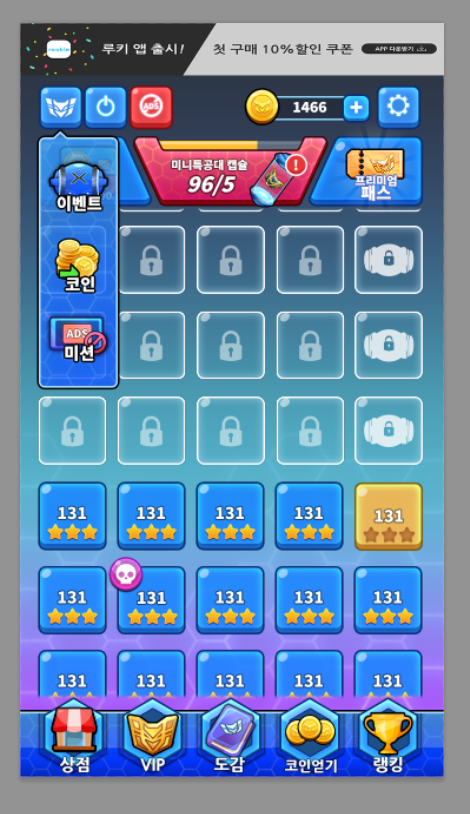 rookie
루키 앱 출시!
첫 구매 10%할인 쿠폰
APP 다운받기
ADS
1466
이벤트
미니특공대 캡슐
96/5
프리미엄
패스
코인
ADS
미션
131 131 131 131 131
131 131 131 131 131
131 131 131 131 131
상점 VIP 도감 코인얻기 랭킹